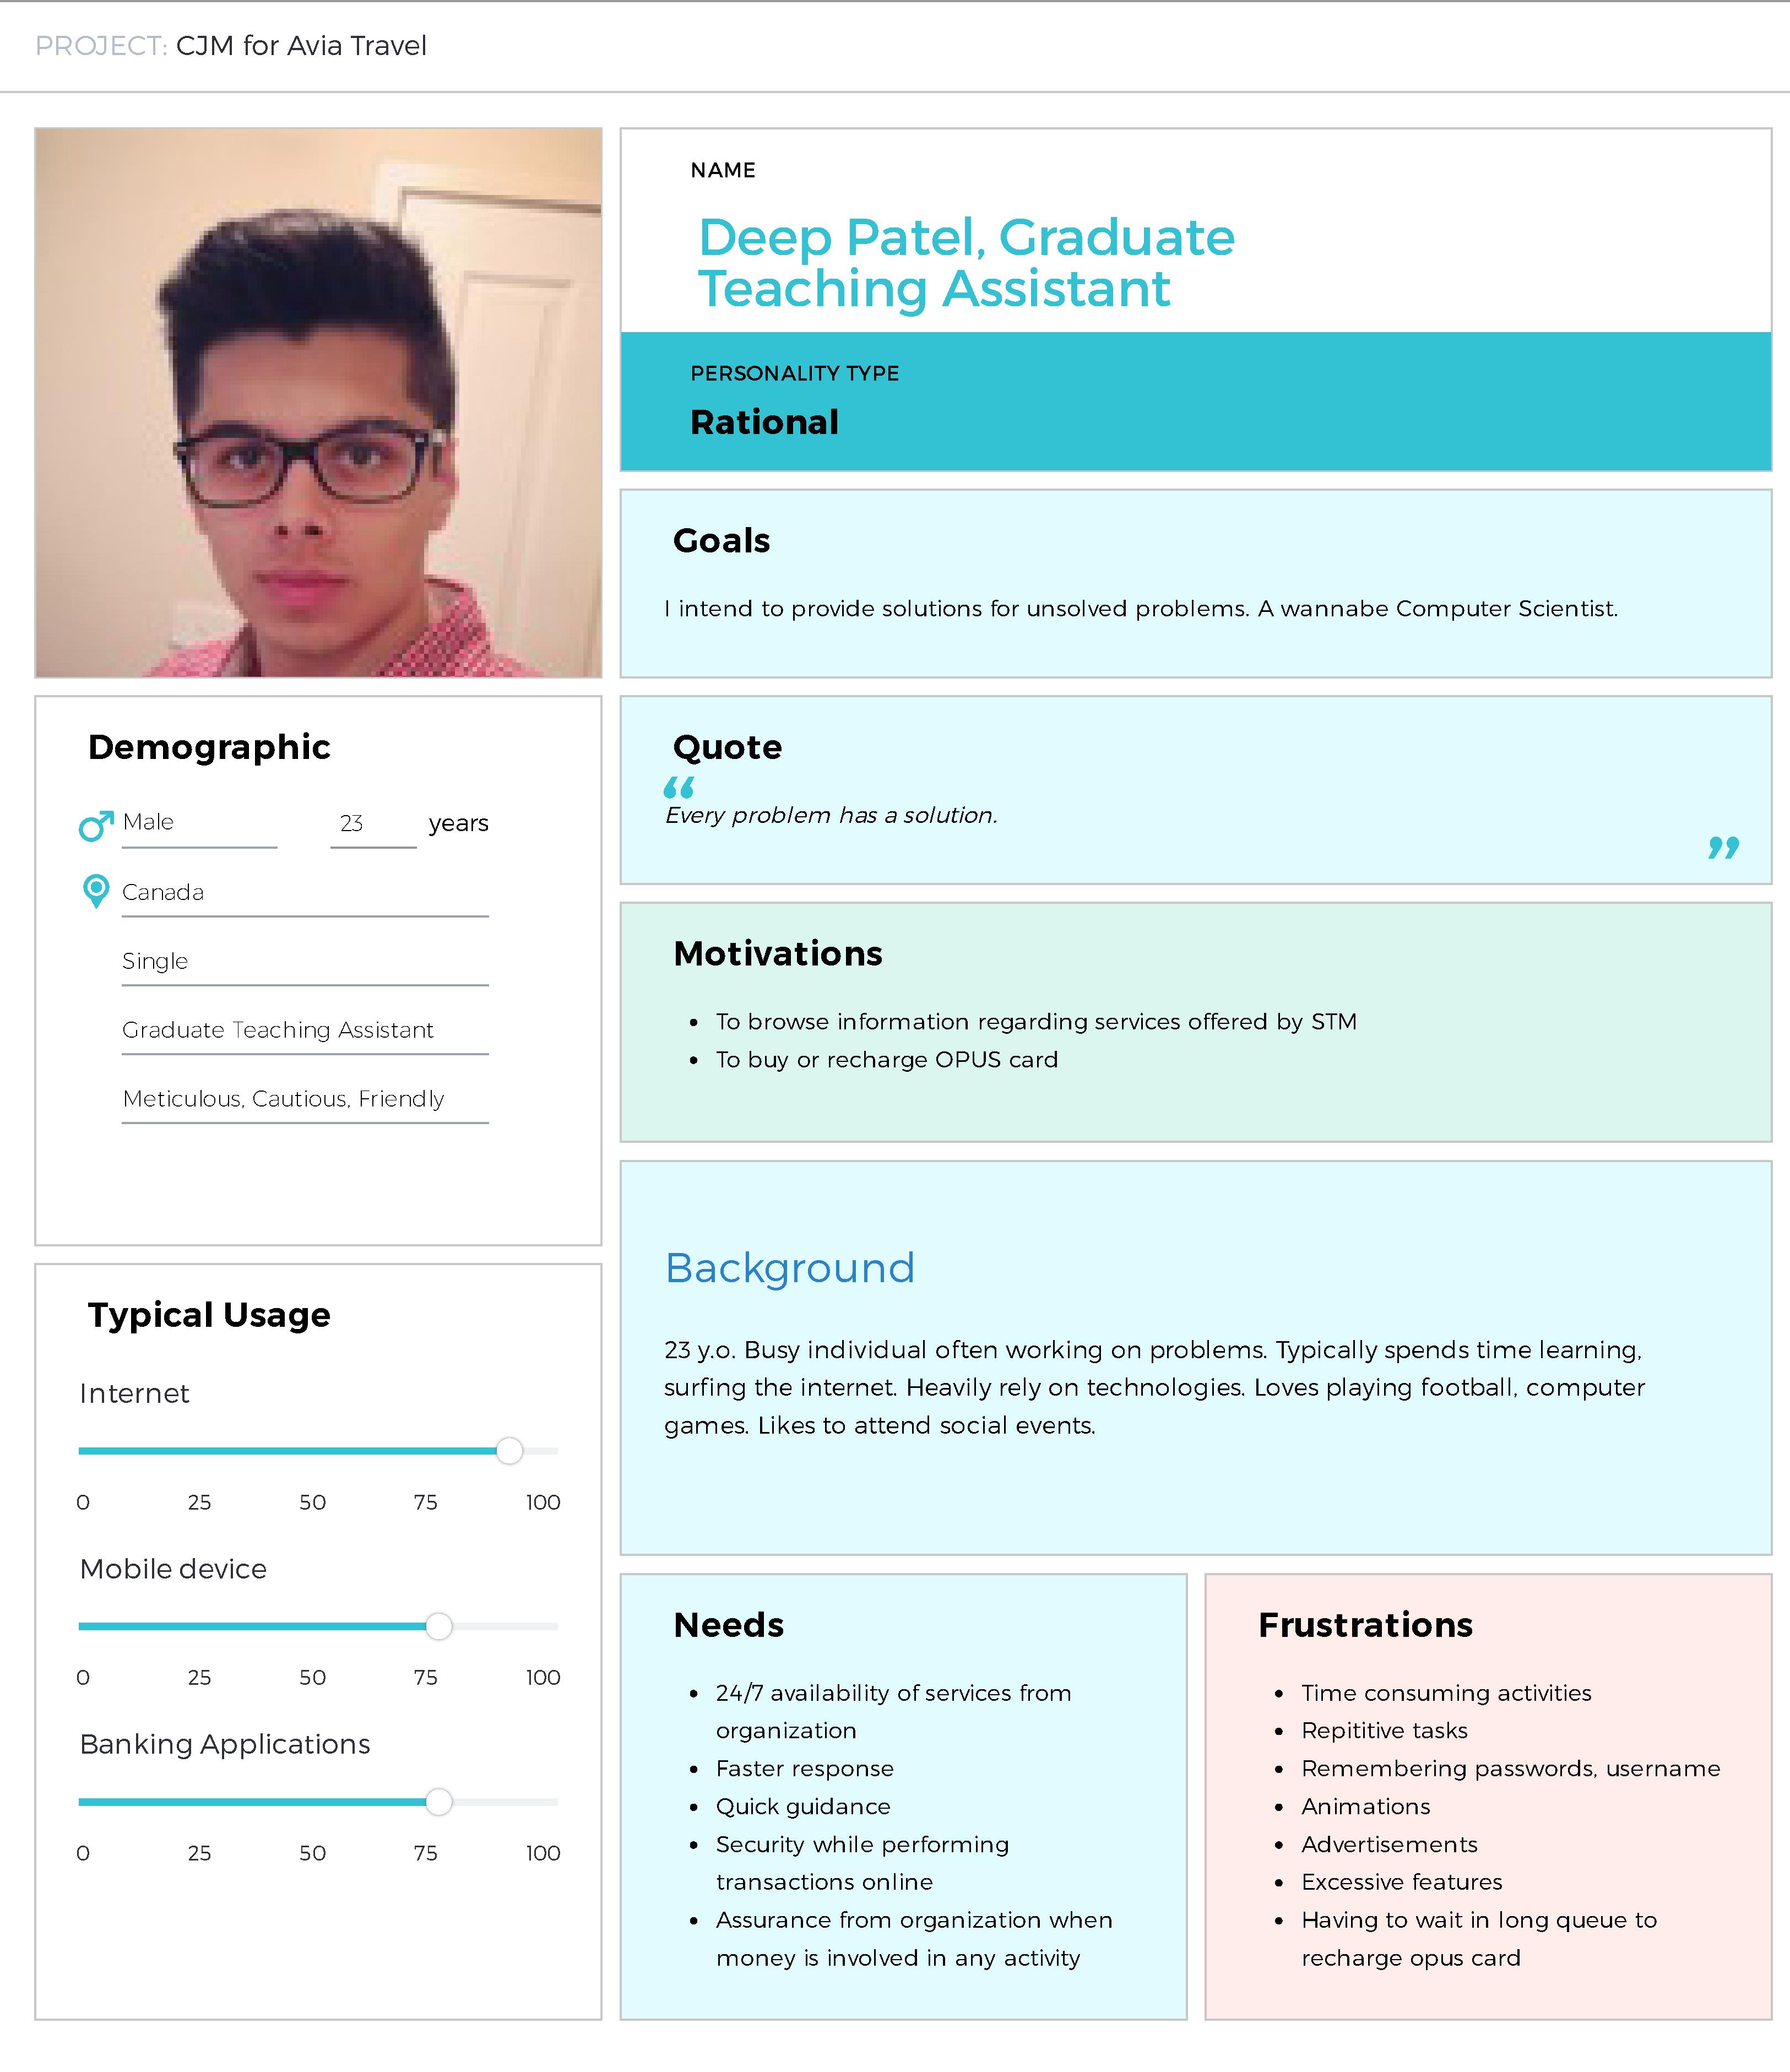 PROJECT: CJM for Avia Travel
NAME
Deep Patel, Graduate
Teaching Assistant
PERSONALITY TYPE
Rational
Goals
I intend to provide solutions for unsolved problems. A wannabe Computer Scientist.
Demographic
Male 23 years
Canada
Single
Graduate Teaching Assistant
Meticulous, Cautious, Friendly
Quote
“
Every problem has a solution.
”
Motivations
• To browse information regarding services offered by STM
• To buy or recharge OPUS card
Background
23 y.o. Busy individual often working on problems. Typically spends time learning,
surfing the internet. Heavily rely on technologies. Loves playing football, computer
games. Likes to attend social events.
Typical Usage
Internet
0 25 50 75 100
Mobile device
0 25 50 75 100
Banking Applications
0 25 50 75 100
Needs
• 24/7 availability of services from
organization
• Faster response
• Quick guidance
• Security while performing
transactions online
• Assurance from organization when
money is involved in any activity
Frustrations
• Time consuming activities
• Repititive tasks
• Remembering passwords, username
• Animations
• Advertisements
• Excessive features
• Having to wait in long queue to
recharge opus card